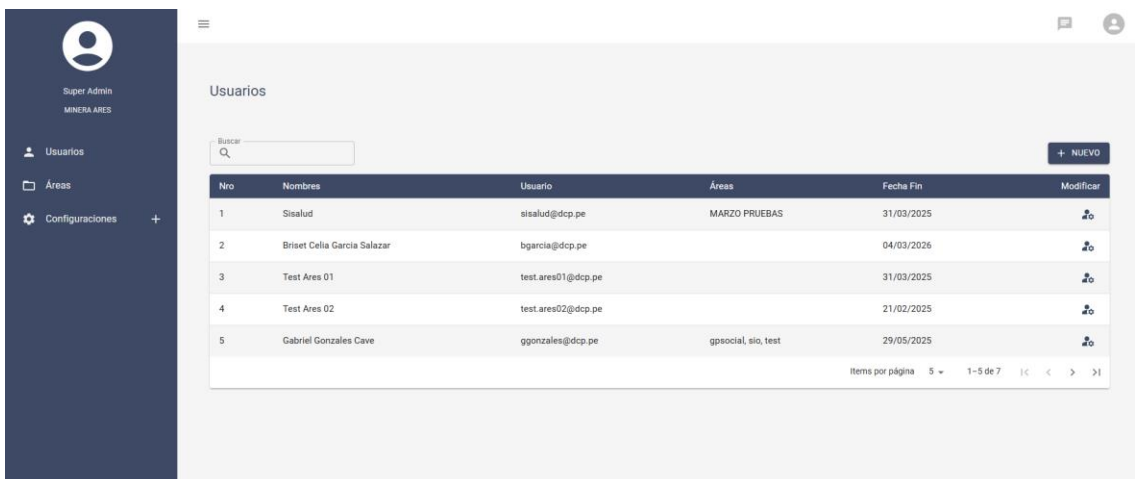 Super Admin
MINERA ARES
Usuarios
Áreas
Configuraciones +
Usuarios
Buscar
+ NUEVO
Nro Nombres Usuario Áreas Fecha Fin Modificar
1 Sisalud sisalud@dcp.pe MARZO PRUEBAS 31/03/2025
2 Briset Celia Garcia Salazar bgarcia@dcp.pe 04/03/2026
3 Test Ares 01 test.ares01@dcp.pe 31/03/2025
4 Test Ares 02 test.ares02@dcp.pe 21/02/2025
5 Gabriel Gonzales Cave ggonzales@dcp.pe gpsocial, sio, test 29/05/2025
Items por página 5 1–5 de 7